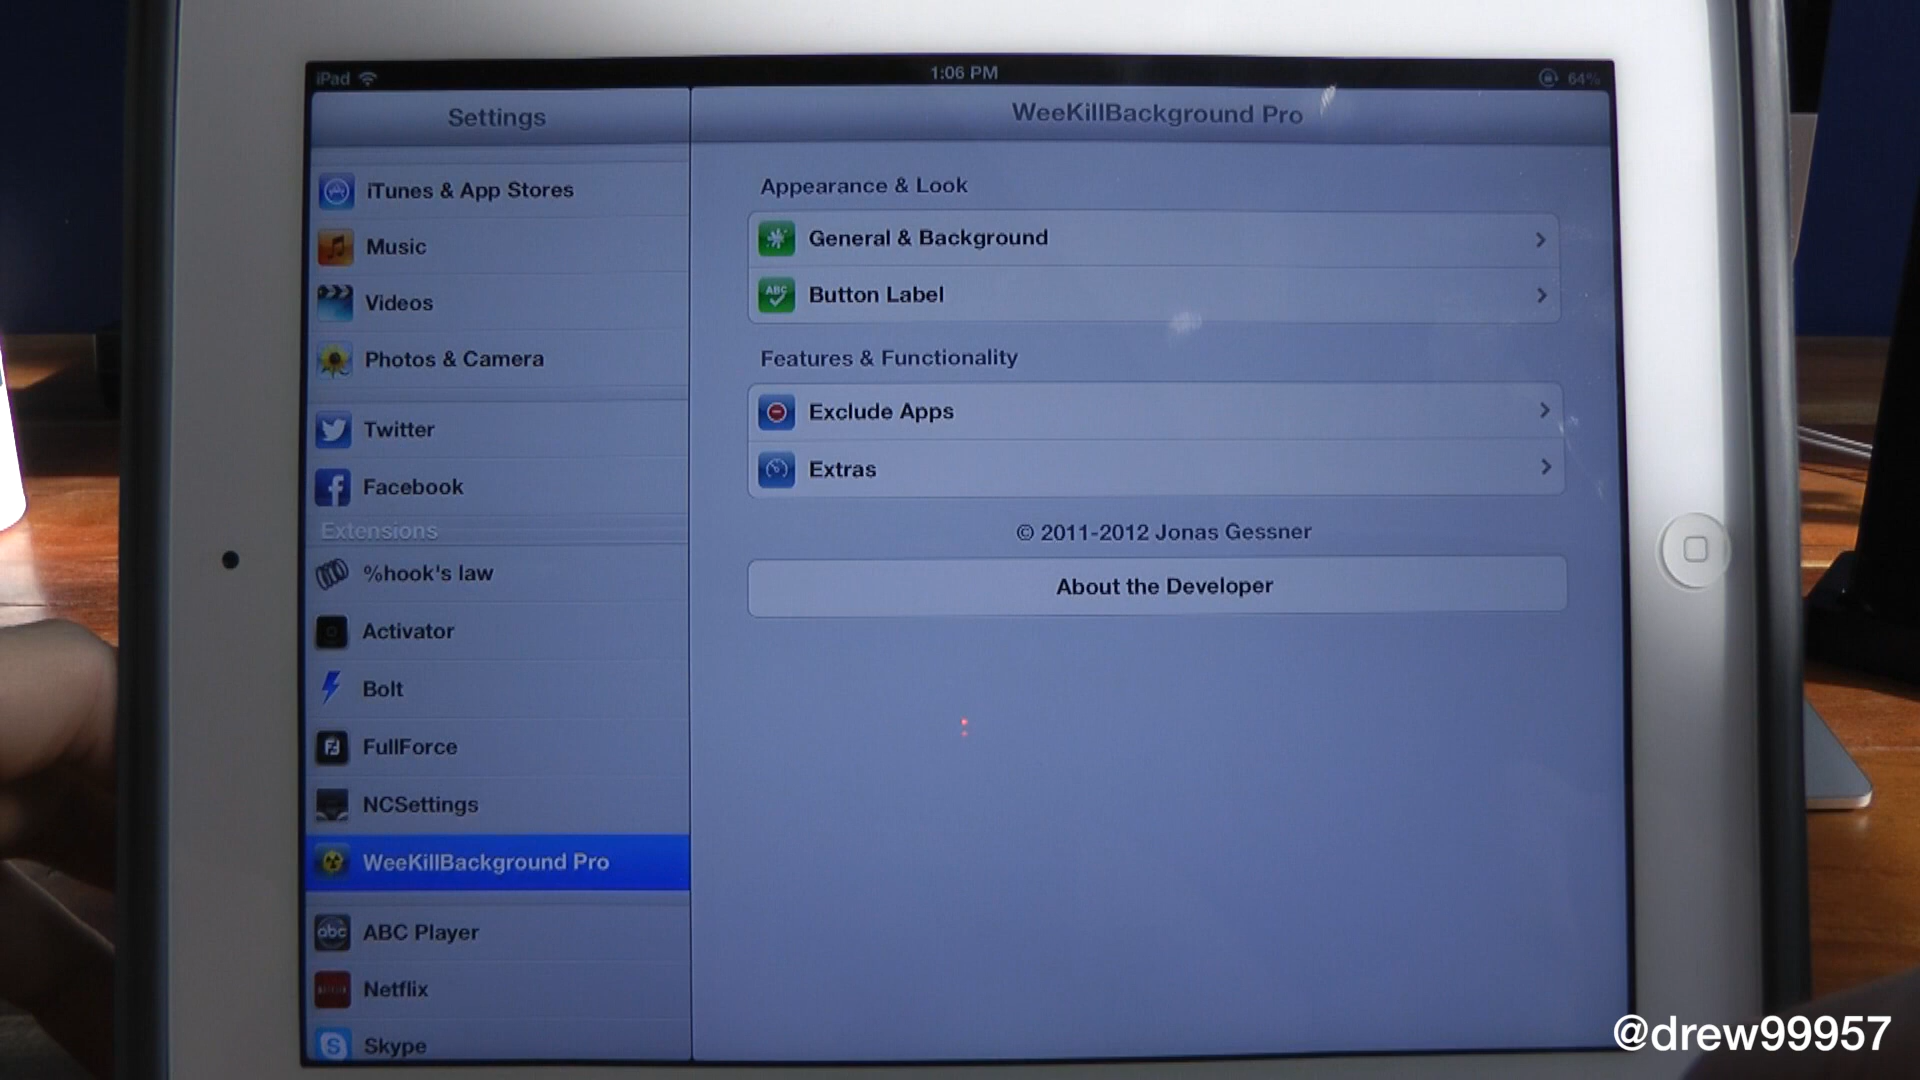 iPad
1:06 PM
64%
Settings
iTunes & App Stores
Music
Videos
Photos & Camera
Twitter
Facebook
Extensions
%hook's law
Activator
Bolt
FullForce
NCSettings
WeeKillBackground Pro
abc
ABC Player
Netflix
Skype
WeeKillBackground Pro
Appearance & Look
General & Background
ABC
Button Label
Features & Functionality
Exclude Apps
Extras
© 2011-2012 Jonas Gessner
About the Developer
@drew99957